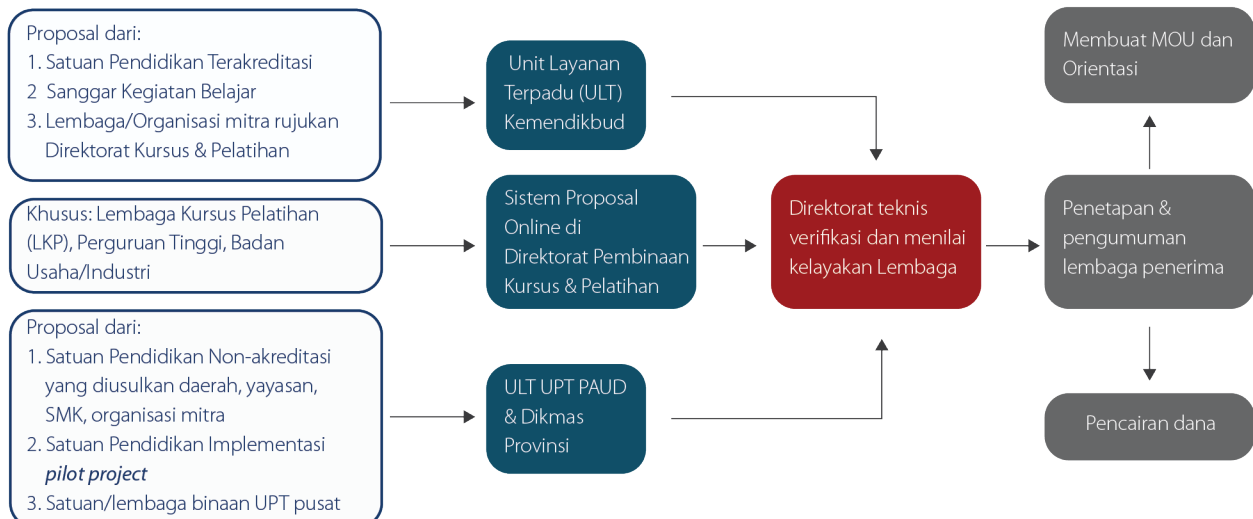 Proposal dari:
1. Satuan Pendidikan Terakreditasi
2 Sanggar Kegiatan Belajar
3. Lembaga/Organisasi mitra rujukan
Direktorat Kursus & Pelatihan
Khusus: Lembaga Kursus Pelatihan
(LKP), Perguruan Tinggi, Badan
Usaha/Industri
Proposal dari:
1. Satuan Pendidikan Non-akreditasi
yang diusulkan daerah, yayasan,
SMK, organisasi mitra
2. Satuan Pendidikan Implementasi
pilot project
3. Satuan/lembaga binaan UPT pusat
Unit Layanan
Terpadu (ULT)
Kemendikbud
Sistem Proposal
Online di
Direktorat Pembinaan
Kursus & Pelatihan
ULT UPT PAUD
& Dikmas
Provinsi
Direktorat teknis
verifikasi dan menilai
kelayakan Lembaga
Membuat MOU dan
Orientasi
Penetapan &
pengumuman
lembaga penerima
Pencairan dana